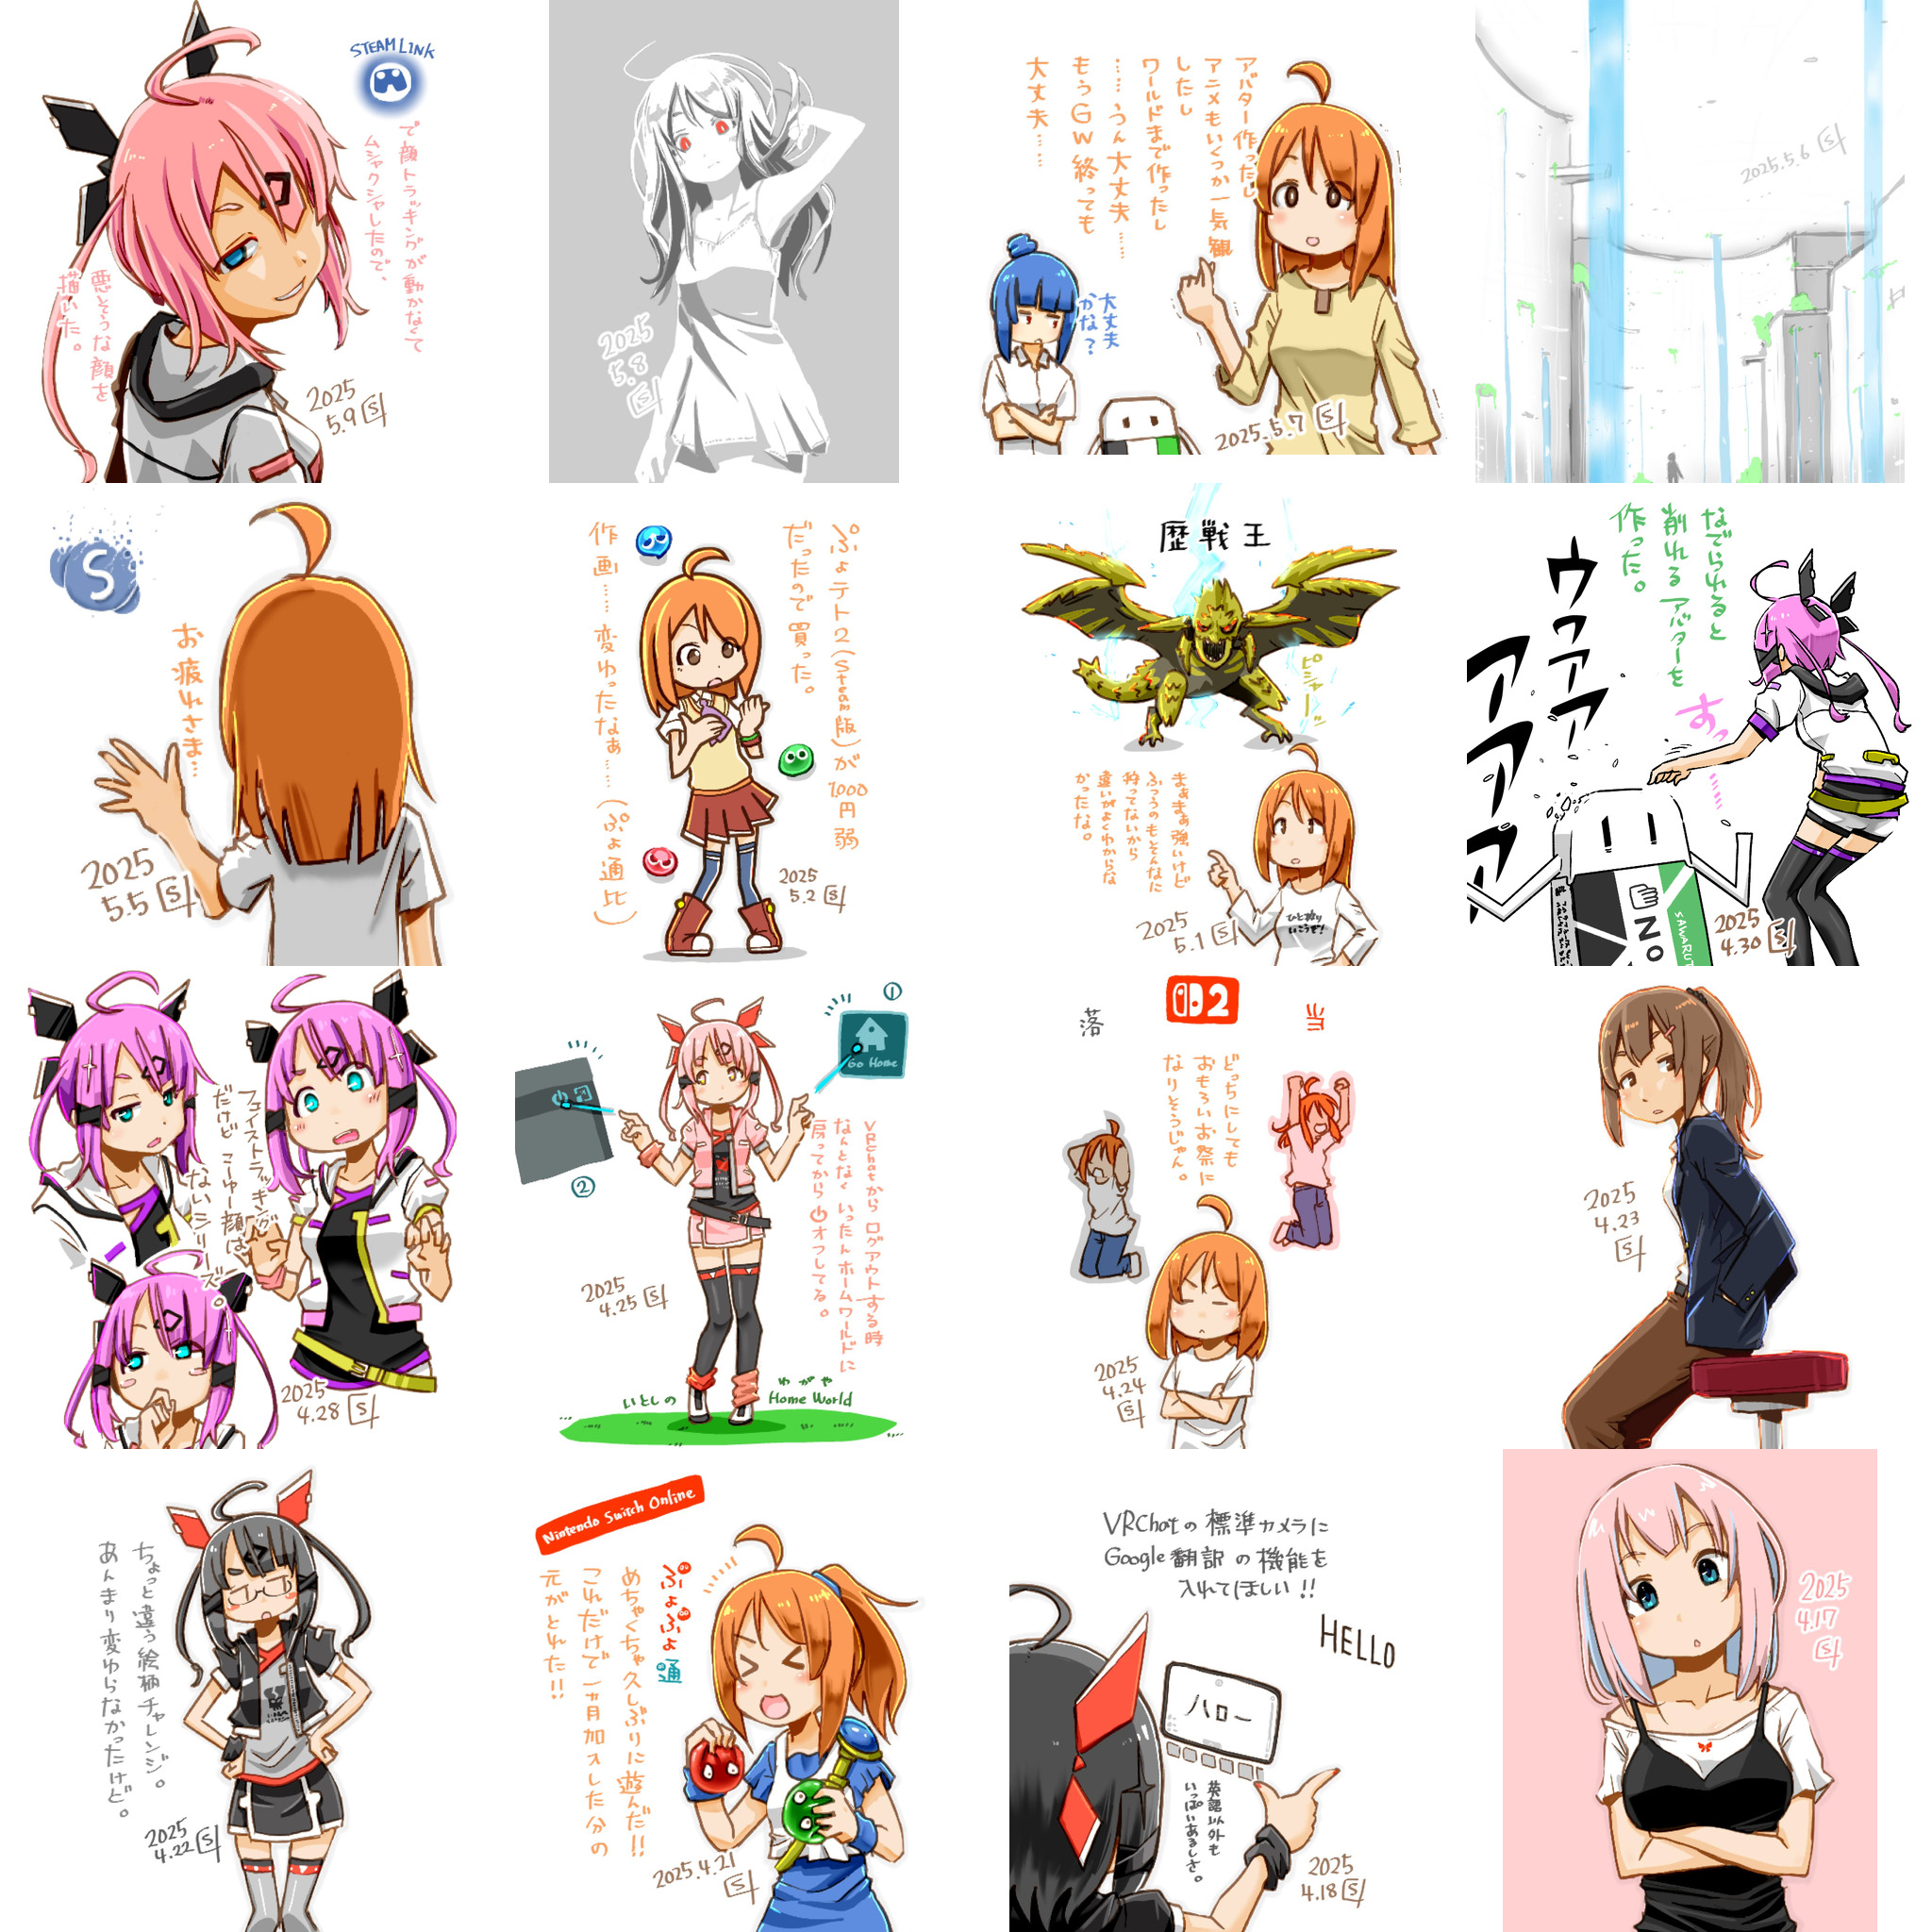 STEAM LINK
で顔トラッキングが動かなくて
ムシャクシャしたので、
悪そうな顔を
描いた。
2025
5.9
2025
5.8
アバター作ったし
アニメもいくつか一気観
したし
ワールドまで作ったし
……うん大丈夫……
もうGW終っても
大丈夫……
大丈夫
かな？
2025.5.7
2025.5.6
S
お疲れさま…
2025
5.5
ぷよテト2(Steam版)が1,000円弱
だったので買った。
作画……変わったなぁ……(ぷよ通比)
2025
5.2
歴戦王
ピシャーッ
まぁまぁ強いけど
ふつうのもそんなに
狩ってないから
違いがよくわからな
かったな。
ひと狩り
いこうぜ!
2025
5.1
なでられると
削れるアバターを
作った。
ウゥアァァ
アアアア
すっ……
NO
SAWARUT
2025
4.30
フェイストラッキング
だけどこーゆー顔は
ないシリーズ。
2025
4.28
①
Go Home
②
VRChatからログアウトする時
なんとなくいったんホームワールドに
戻ってから⏻オフしてる。
2025
4.25
いとしの わがや
Home World
2
落
当
どっちにしても
おもろいお祭に
なりそうじゃん。
2025
4.24
2025
4.23
ちょっと違う絵柄チャレンジ。
あんまり変わらなかったけど。
2025
4.22
Nintendo Switch Online
ぷよぷよ通
めちゃくちゃ久しぶりに遊んだ!!
これだけで一ヵ月加入した分の
元がとれた!!
2025.4.21
VRChatの標準カメラに
Google翻訳の機能を
入れてほしい!!
HELLO
ハロー
英語以外も
いっぱいあるしさ。
2025
4.18
2025
4.17